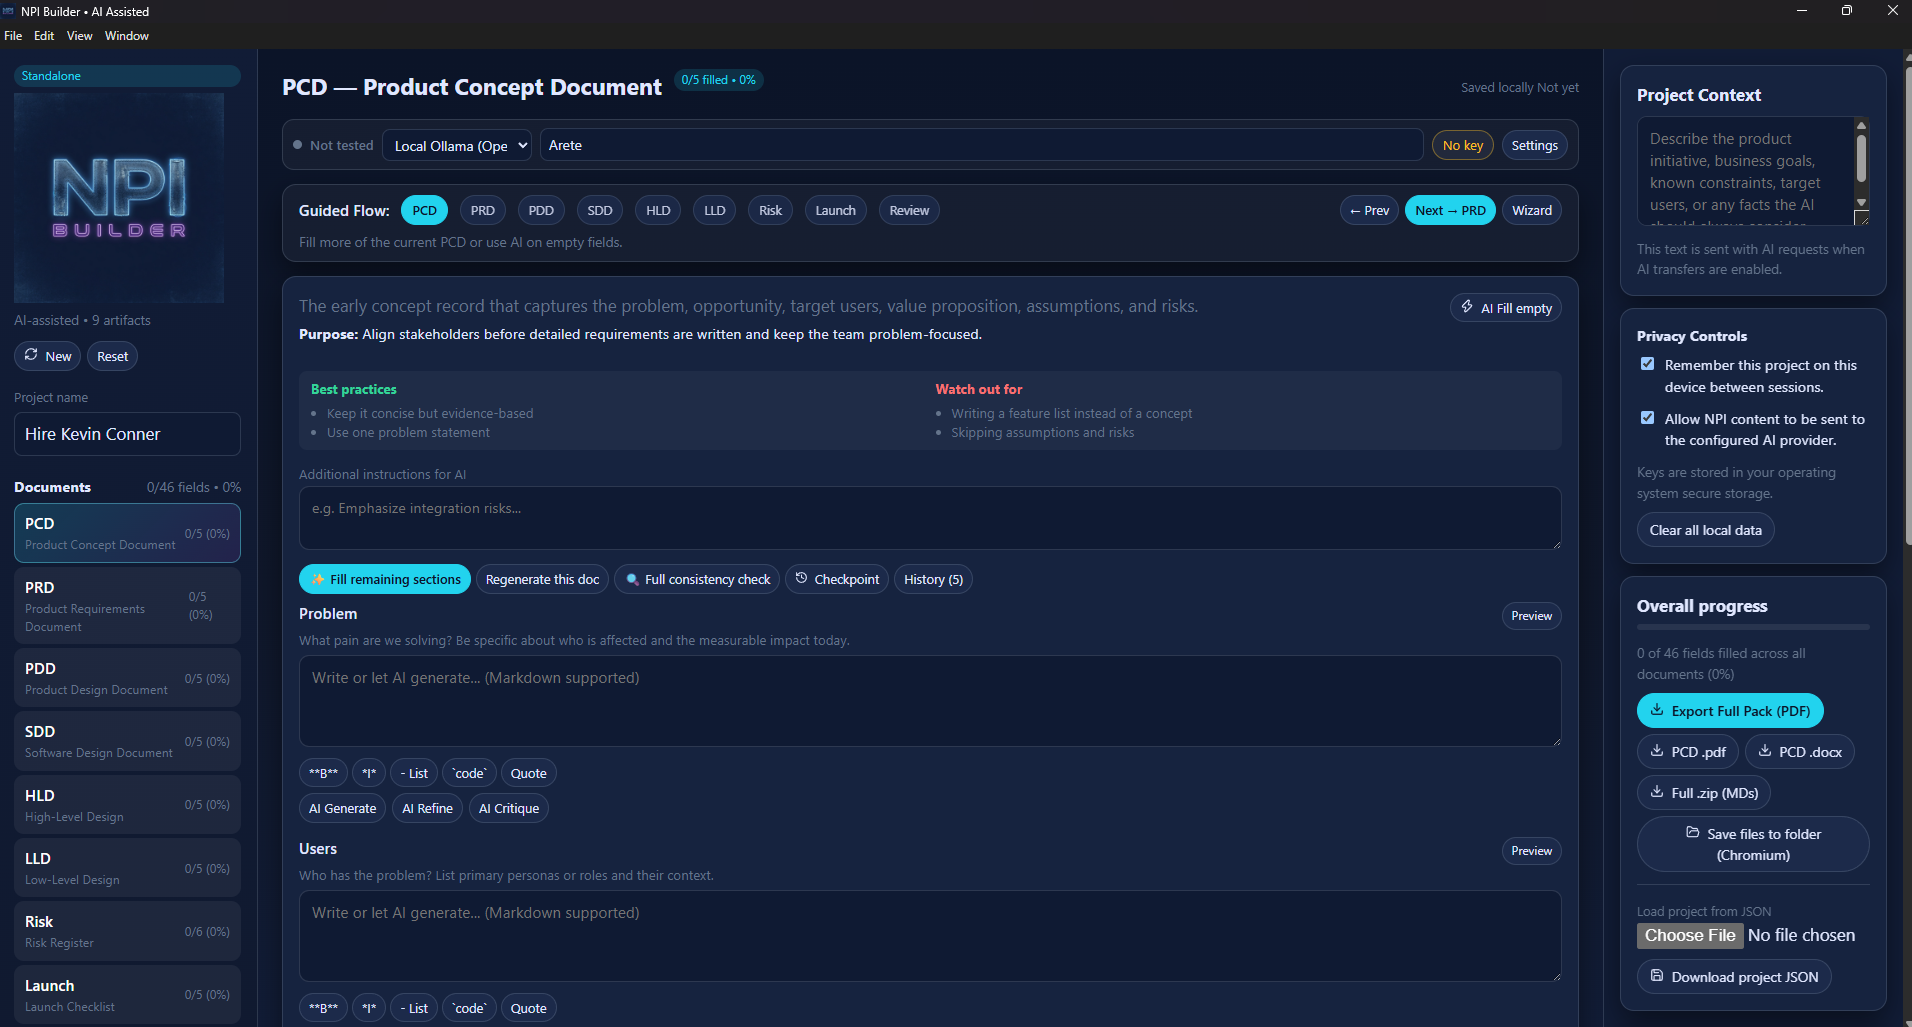 NPI Builder • AI Assisted
File Edit View Window
Standalone
NPI
BUILDER
AI-assisted • 9 artifacts
New Reset
Project name
Hire Kevin Conner
Documents 0/46 fields • 0%
PCD
Product Concept Document
0/5 (0%)
PRD
Product Requirements
Document
0/5
(0%)
PDD
Product Design Document
0/5 (0%)
SDD
Software Design Document
0/5 (0%)
HLD
High-Level Design
0/5 (0%)
LLD
Low-Level Design
0/5 (0%)
Risk
Risk Register
0/6 (0%)
Launch
Launch Checklist
0/5 (0%)
PCD — Product Concept Document 0/5 filled • 0% Saved locally Not yet
Not tested Local Ollama (Ope Arete No key Settings
Guided Flow: PCD PRD PDD SDD HLD LLD Risk Launch Review ← Prev Next → PRD Wizard
Fill more of the current PCD or use AI on empty fields.
The early concept record that captures the problem, opportunity, target users, value proposition, assumptions, and risks. AI Fill empty
Purpose: Align stakeholders before detailed requirements are written and keep the team problem-focused.
Best practices
• Keep it concise but evidence-based
• Use one problem statement
Watch out for
• Writing a feature list instead of a concept
• Skipping assumptions and risks
Additional instructions for AI
e.g. Emphasize integration risks...
✨ Fill remaining sections Regenerate this doc 🔍 Full consistency check Checkpoint History (5)
Problem Preview
What pain are we solving? Be specific about who is affected and the measurable impact today.
Write or let AI generate... (Markdown supported)
**B** *I* - List `code` Quote
AI Generate AI Refine AI Critique
Users Preview
Who has the problem? List primary personas or roles and their context.
Write or let AI generate... (Markdown supported)
**B** *I* - List `code` Quote
Project Context
Describe the product
initiative, business goals,
known constraints, target
users, or any facts the AI
should always consider
This text is sent with AI requests when
AI transfers are enabled.
Privacy Controls
Remember this project on this
device between sessions.
Allow NPI content to be sent to
the configured AI provider.
Keys are stored in your operating
system secure storage.
Clear all local data
Overall progress
0 of 46 fields filled across all
documents (0%)
Export Full Pack (PDF)
PCD .pdf PCD .docx
Full .zip (MDs)
Save files to folder
(Chromium)
Load project from JSON
Choose File No file chosen
Download project JSON